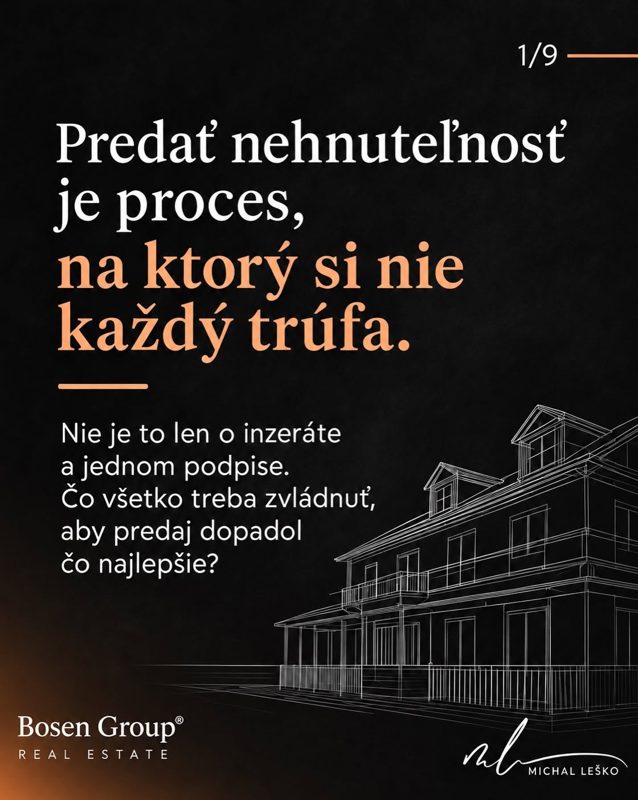 1/9
Predať nehnuteľnosť
je proces,
na ktorý si nie
každý trúfa.
Nie je to len o inzeráte
a jednom podpise.
Čo všetko treba zvládnuť,
aby predaj dopadol
čo najlepšie?
Bosen Group®
REAL ESTATE
MICHAL LEŠKO